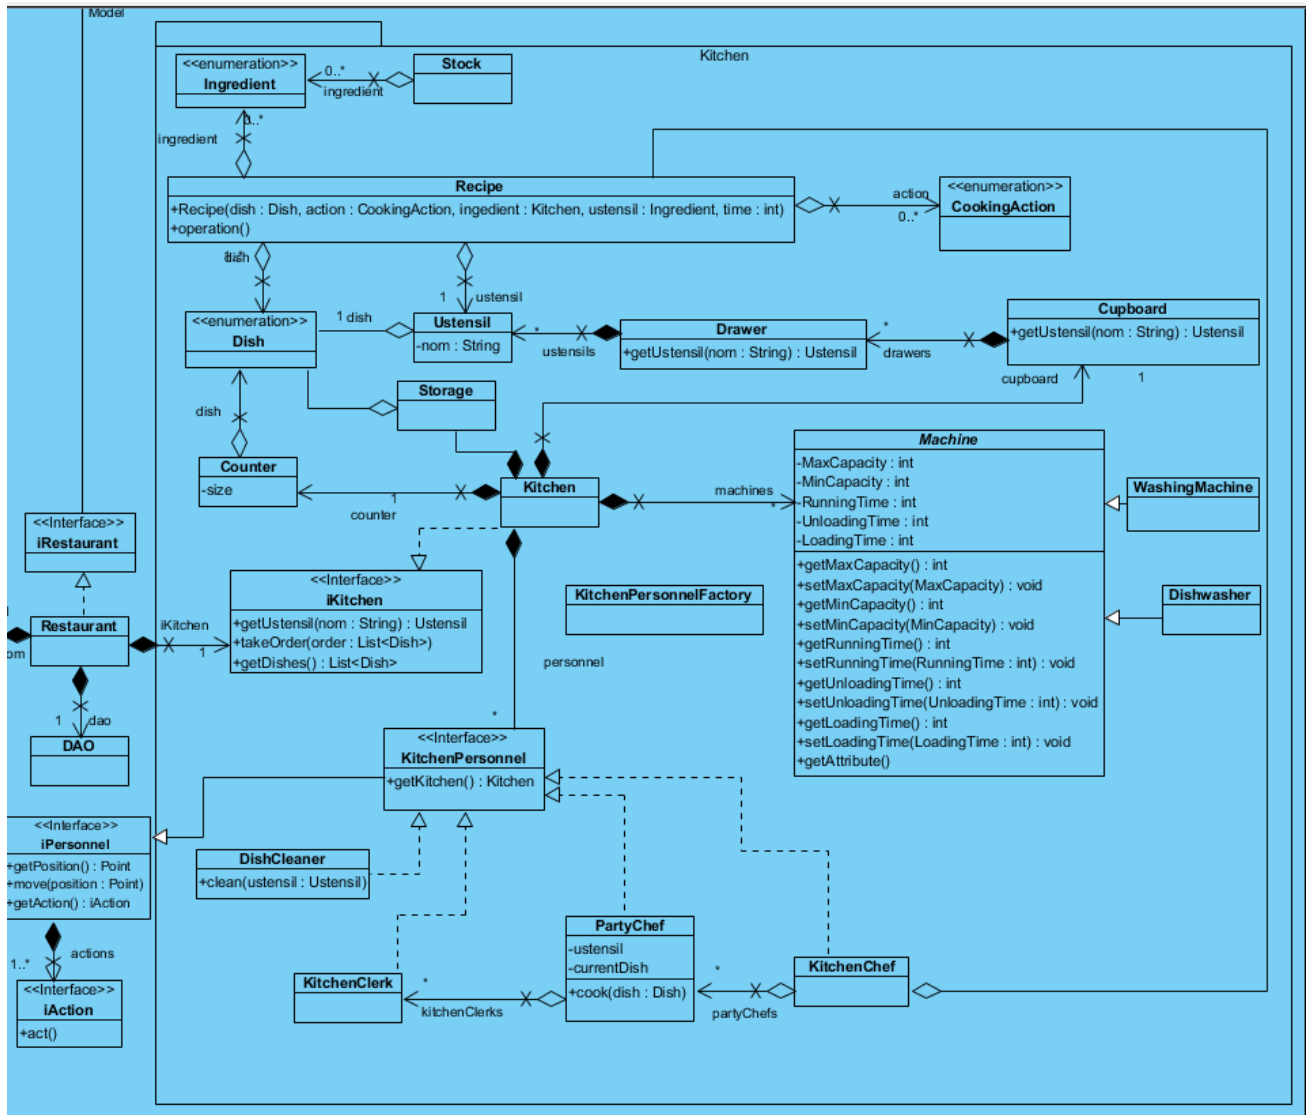 Model
Kitchen
<<enumeration>>
Ingredient
0..*
ingredient
Stock
0..*
ingredient
Recipe
+Recipe(dish : Dish, action : CookingAction, ingedient : Kitchen, ustensil : Ingredient, time : int)
+operation()
action
0..*
<<enumeration>>
CookingAction
dish
1
ustensil
<<enumeration>>
Dish
1 dish
Ustensil
-nom : String
*
ustensils
Drawer
+getUstensil(nom : String) : Ustensil
*
drawers
Cupboard
+getUstensil(nom : String) : Ustensil
cupboard
1
Storage
dish
Counter
-size
1
counter
Kitchen
machines
*
Machine
-MaxCapacity : int
-MinCapacity : int
-RunningTime : int
-UnloadingTime : int
-LoadingTime : int
+getMaxCapacity() : int
+setMaxCapacity(MaxCapacity) : void
+getMinCapacity() : int
+setMinCapacity(MinCapacity) : void
+getRunningTime() : int
+setRunningTime(RunningTime : int) : void
+getUnloadingTime() : int
+setUnloadingTime(UnloadingTime : int) : void
+getLoadingTime() : int
+setLoadingTime(LoadingTime : int) : void
+getAttribute()
WashingMachine
Dishwasher
<<Interface>>
iRestaurant
Restaurant
om
iKitchen
1
<<Interface>>
iKitchen
+getUstensil(nom : String) : Ustensil
+takeOrder(order : List<Dish>)
+getDishes() : List<Dish>
KitchenPersonnelFactory
personnel
*
1
dao
DAO
<<Interface>>
KitchenPersonnel
+getKitchen() : Kitchen
<<Interface>>
iPersonnel
+getPosition() : Point
+move(position : Point)
+getAction() : iAction
DishCleaner
+clean(ustensil : Ustensil)
actions
1..*
<<Interface>>
iAction
+act()
KitchenClerk
*
kitchenClerks
PartyChef
-ustensil
-currentDish
+cook(dish : Dish)
*
partyChefs
KitchenChef